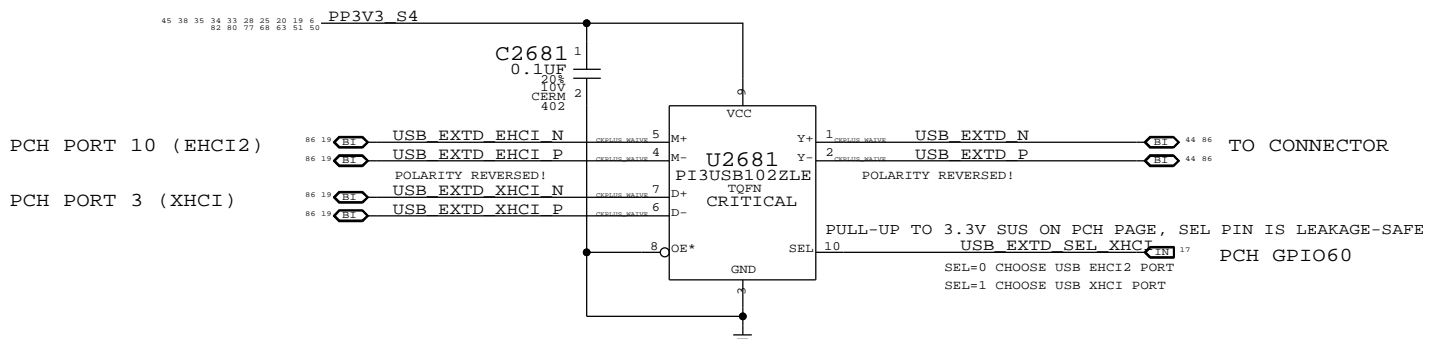 45 38 35 34 33 28 25 20 19 6 PP3V3_S4
82 80 77 68 63 51 50
C2681 1
0.1UF
20%
10V
CERM 2
402
9
VCC
PCH PORT 10 (EHCI2)
86 19 BI USB_EXTD_EHCI_N CKPLUS_WAIVE 5 M+
86 19 BI USB_EXTD_EHCI_P CKPLUS_WAIVE 4 M-
POLARITY REVERSED!
PCH PORT 3 (XHCI)
86 19 BI USB_EXTD_XHCI_N CKPLUS_WAIVE 7 D+
86 19 BI USB_EXTD_XHCI_P CKPLUS_WAIVE 6 D-
8 OE*
U2681
PI3USB102ZLE
TQFN
CRITICAL
GND
3
Y+ 1 CKPLUS_WAIVE USB_EXTD_N BI 44 86
Y- 2 CKPLUS_WAIVE USB_EXTD_P BI 44 86
TO CONNECTOR
POLARITY REVERSED!
PULL-UP TO 3.3V SUS ON PCH PAGE, SEL PIN IS LEAKAGE-SAFE
SEL 10 USB_EXTD_SEL_XHCI IN 17
PCH GPIO60
SEL=0 CHOOSE USB EHCI2 PORT
SEL=1 CHOOSE USB XHCI PORT